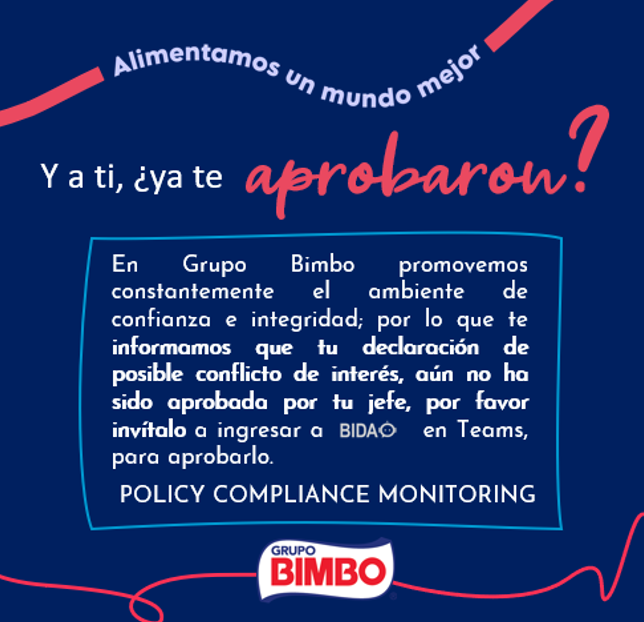 Alimentamos un mundo mejor
Y a ti, ¿ya te aprobaron?
En Grupo Bimbo promovemos
constantemente el ambiente de
confianza e integridad; por lo que te
informamos que tu declaración de
posible conflicto de interés, aún no ha
sido aprobada por tu jefe, por favor
invítalo a ingresar a BIDAO en Teams,
para aprobarlo.
POLICY COMPLIANCE MONITORING
GRUPO
BIMBO